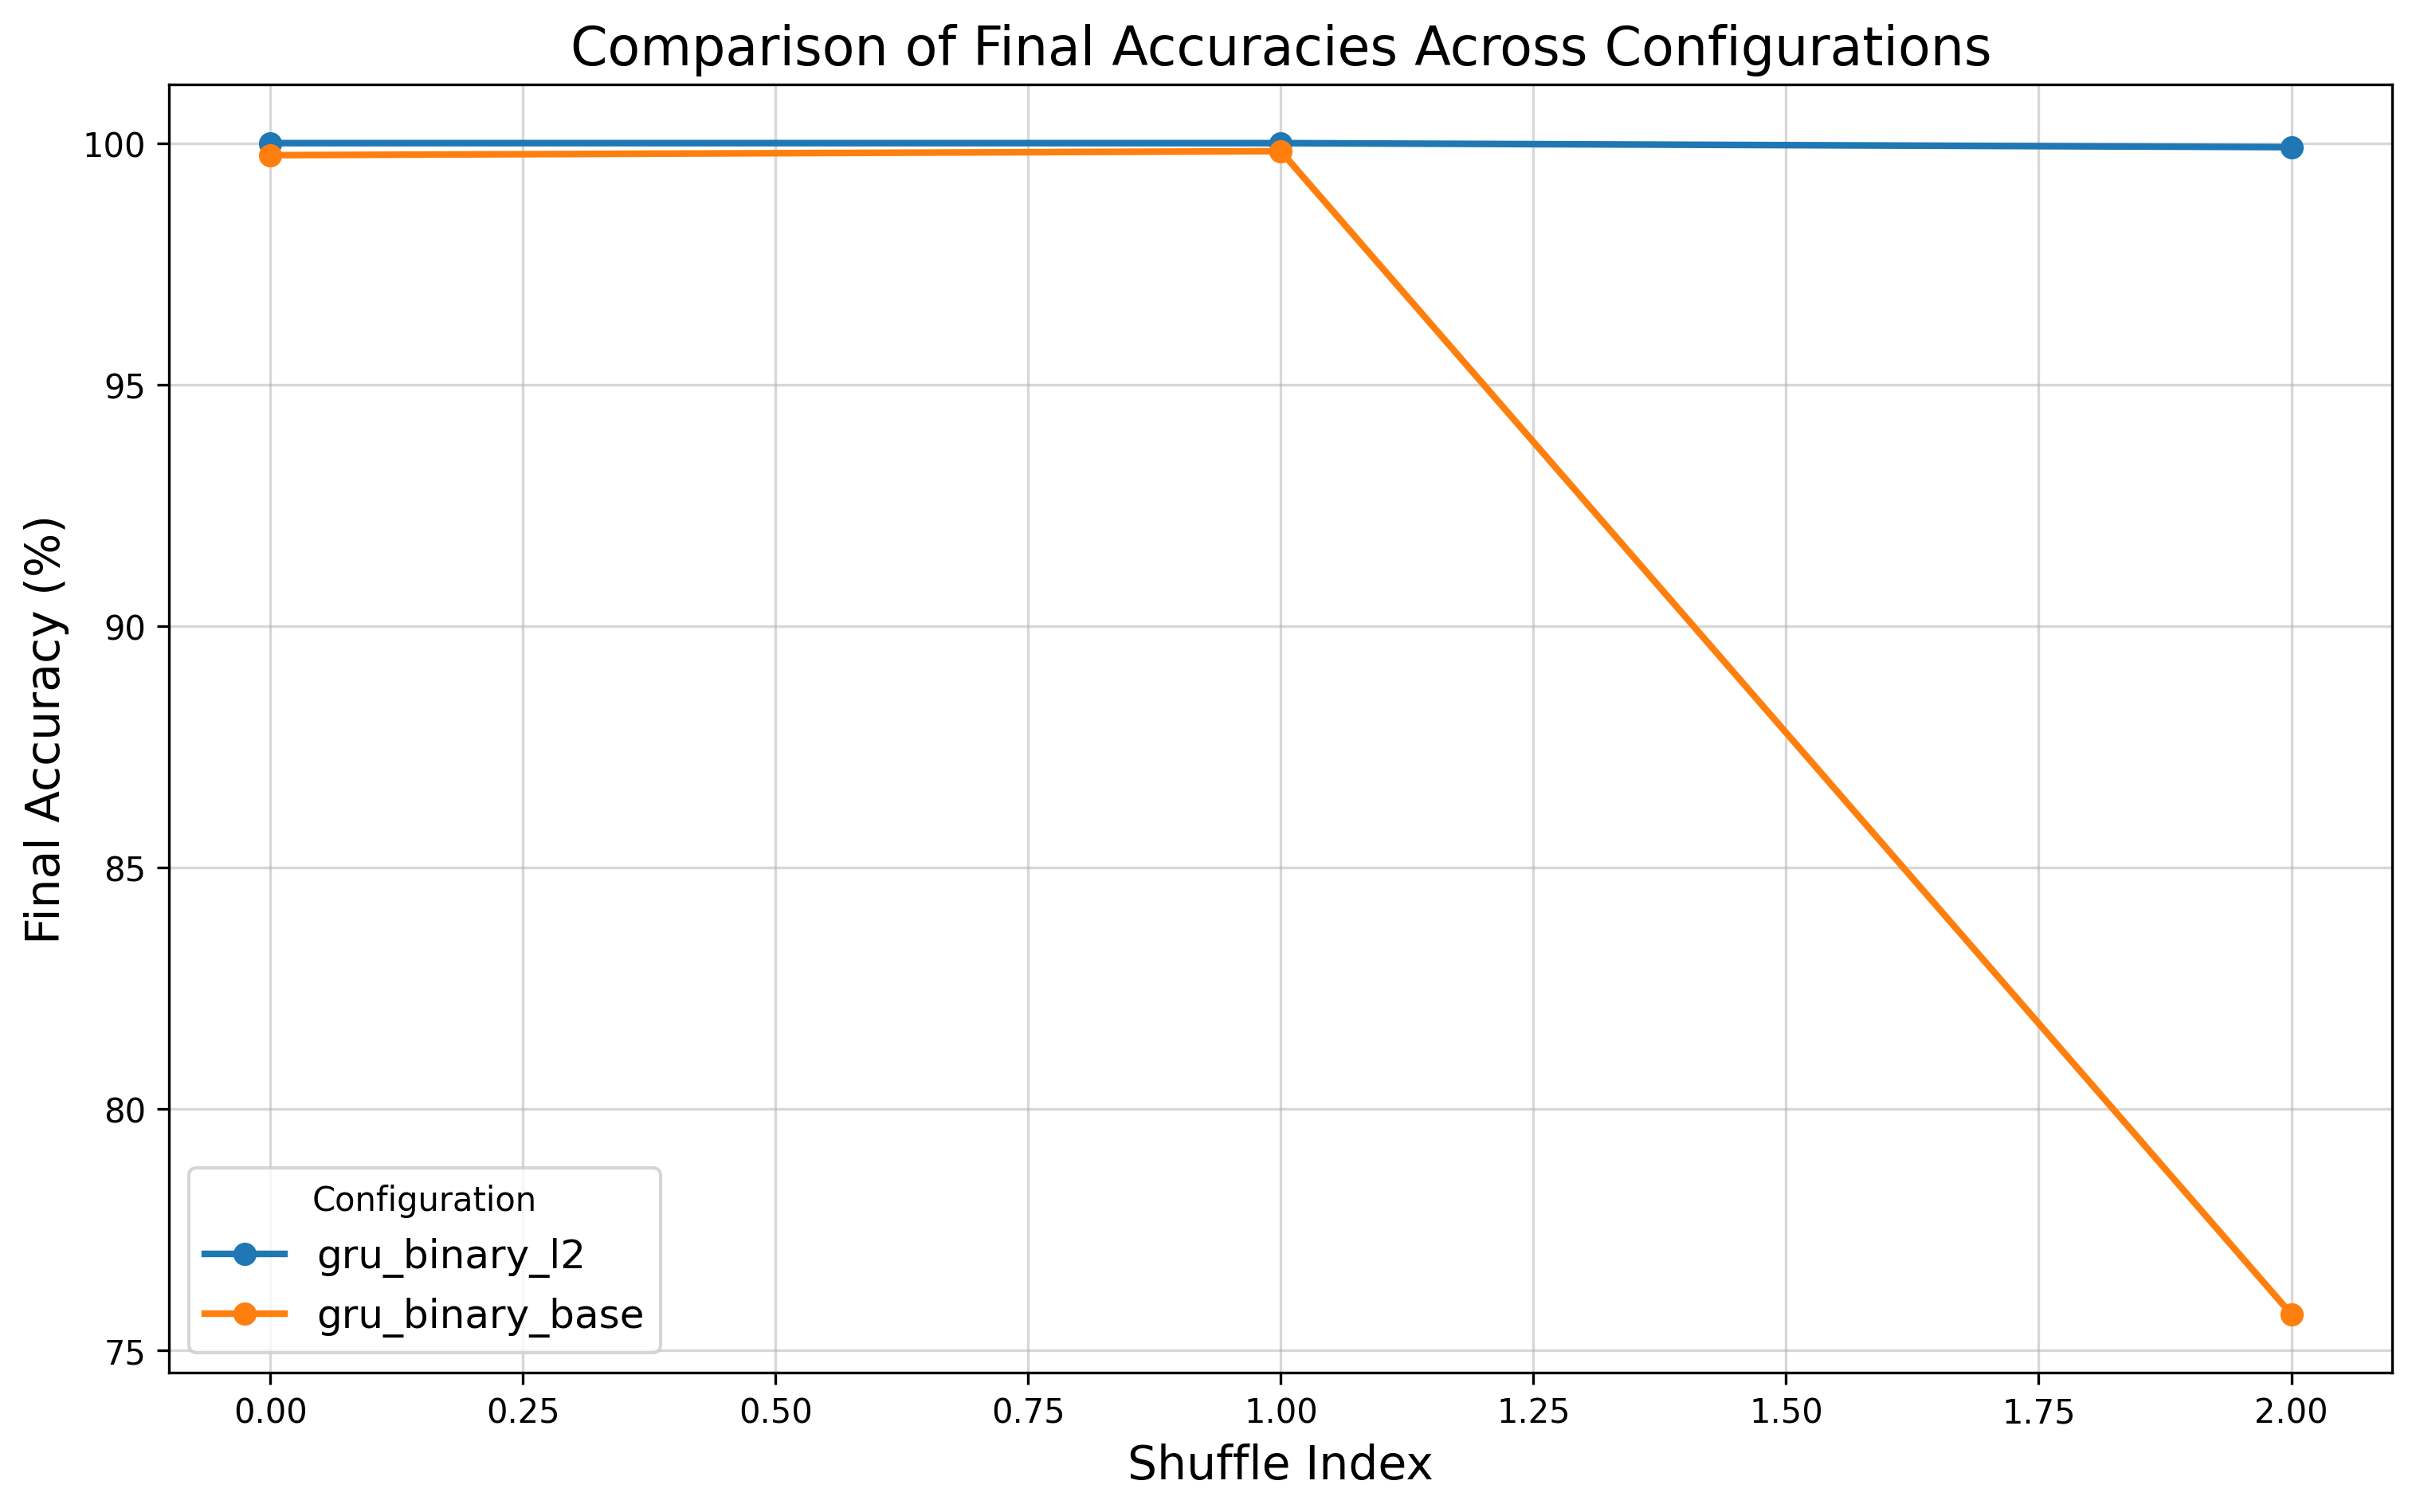 Comparison of Final Accuracies Across Configurations
Final Accuracy (%)
100
95
90
85
80
75
Configuration
gru_binary_l2
gru_binary_base
0.00 0.25 0.50 0.75 1.00 1.25 1.50 1.75 2.00
Shuffle Index